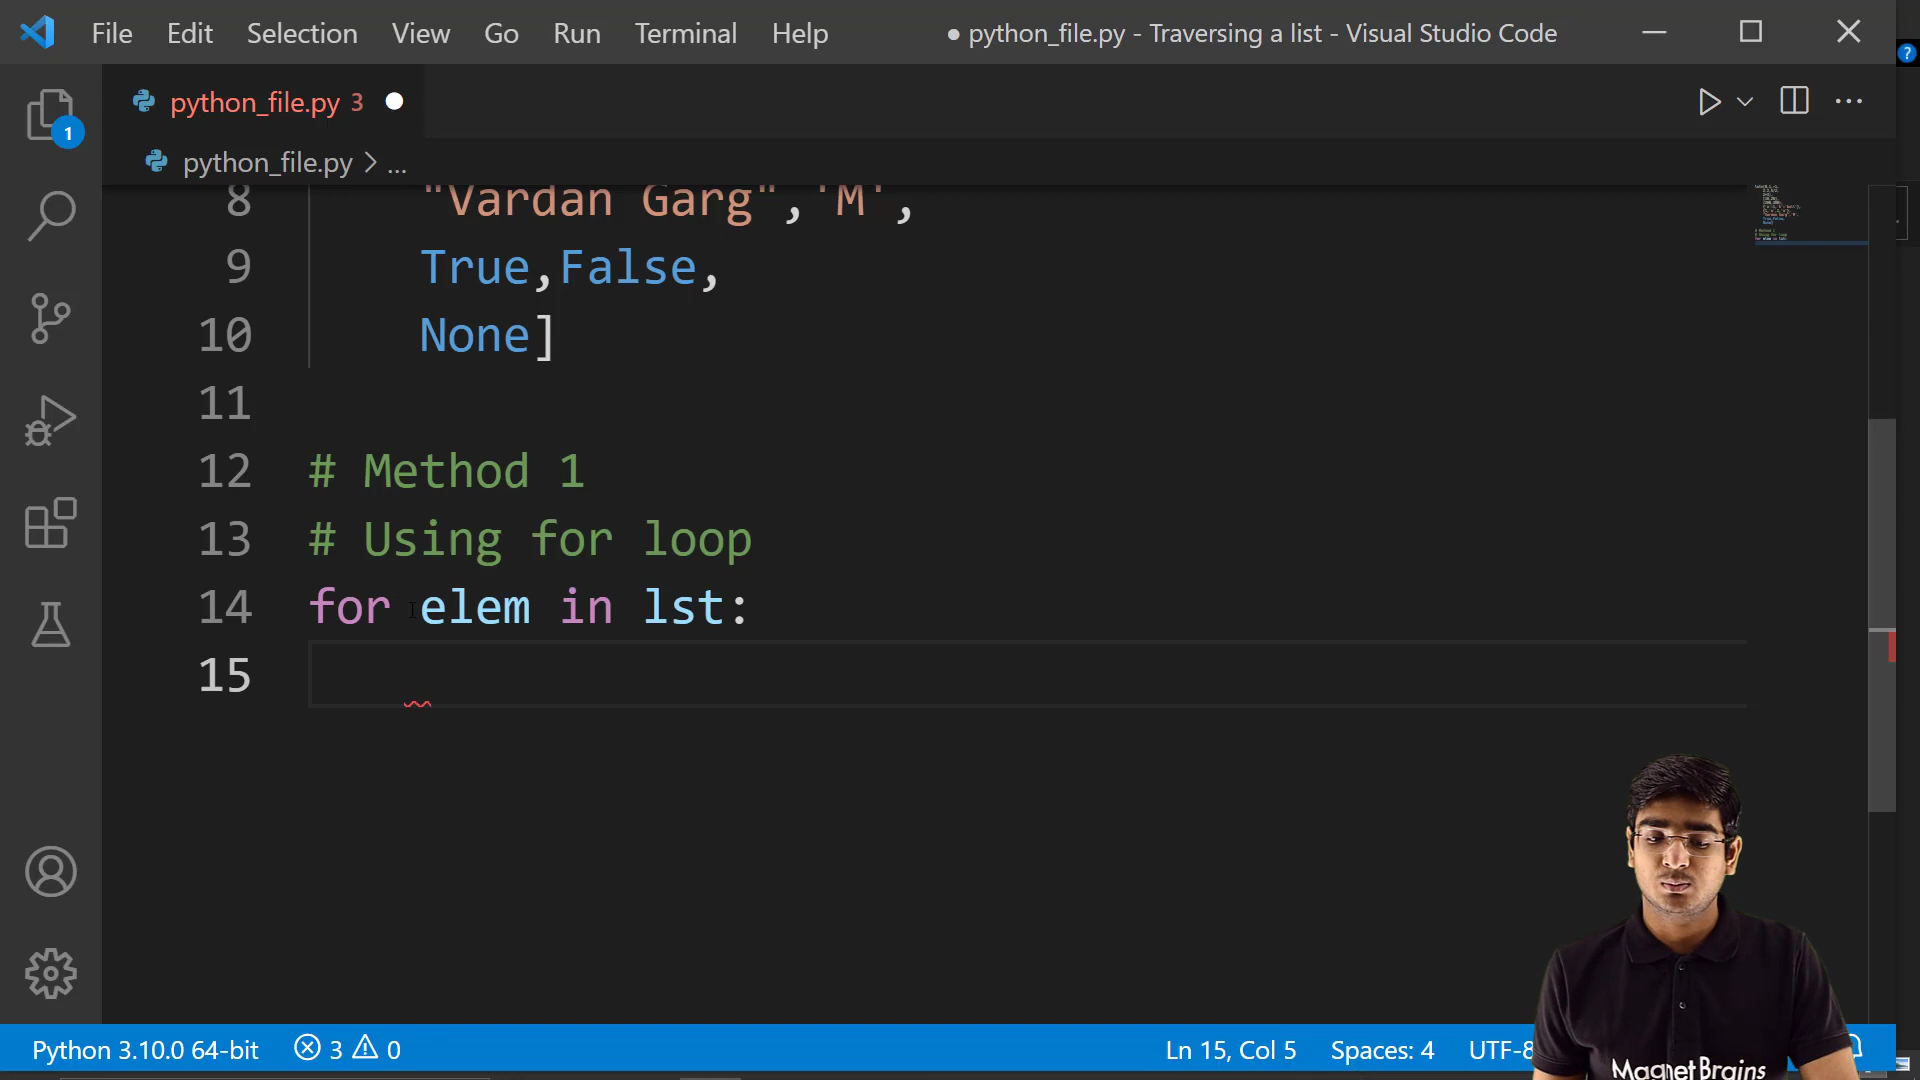 File Edit Selection View Go Run Terminal Help ● python_file.py - Traversing a list - Visual Studio Code
python_file.py 3
1
python_file.py > ...
8 "Vardan Garg",'M',
9 True,False,
10 None]
11
12 # Method 1
13 # Using for loop
14 for elem in lst:
15
Python 3.10.0 64-bit 3 0 Ln 15, Col 5 Spaces: 4 UTF-8
MagnetBrains